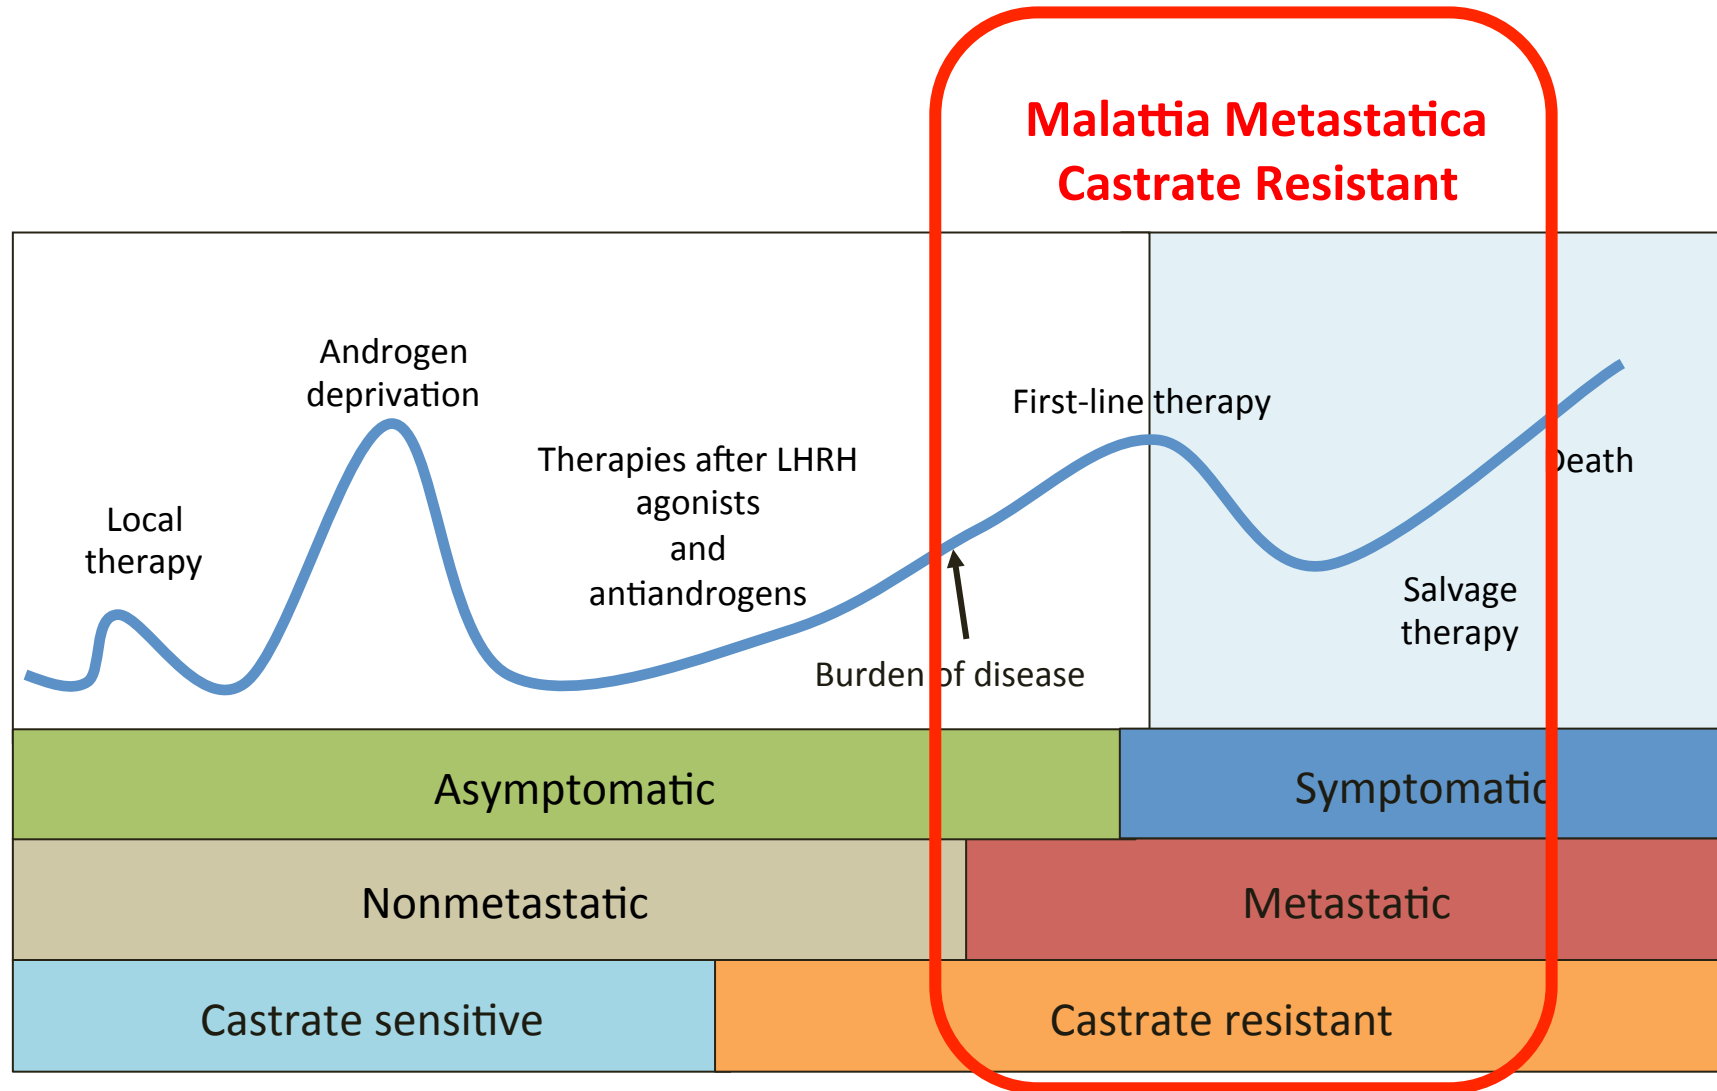 Malattia Metastatica
Castrate Resistant
Androgen
deprivation
First-line therapy
Therapies after LHRH
agonists
and
antiandrogens
Death
Local
therapy
Salvage
therapy
Burden of disease
Asymptomatic
Symptomatic
Nonmetastatic
Metastatic
Castrate sensitive
Castrate resistant